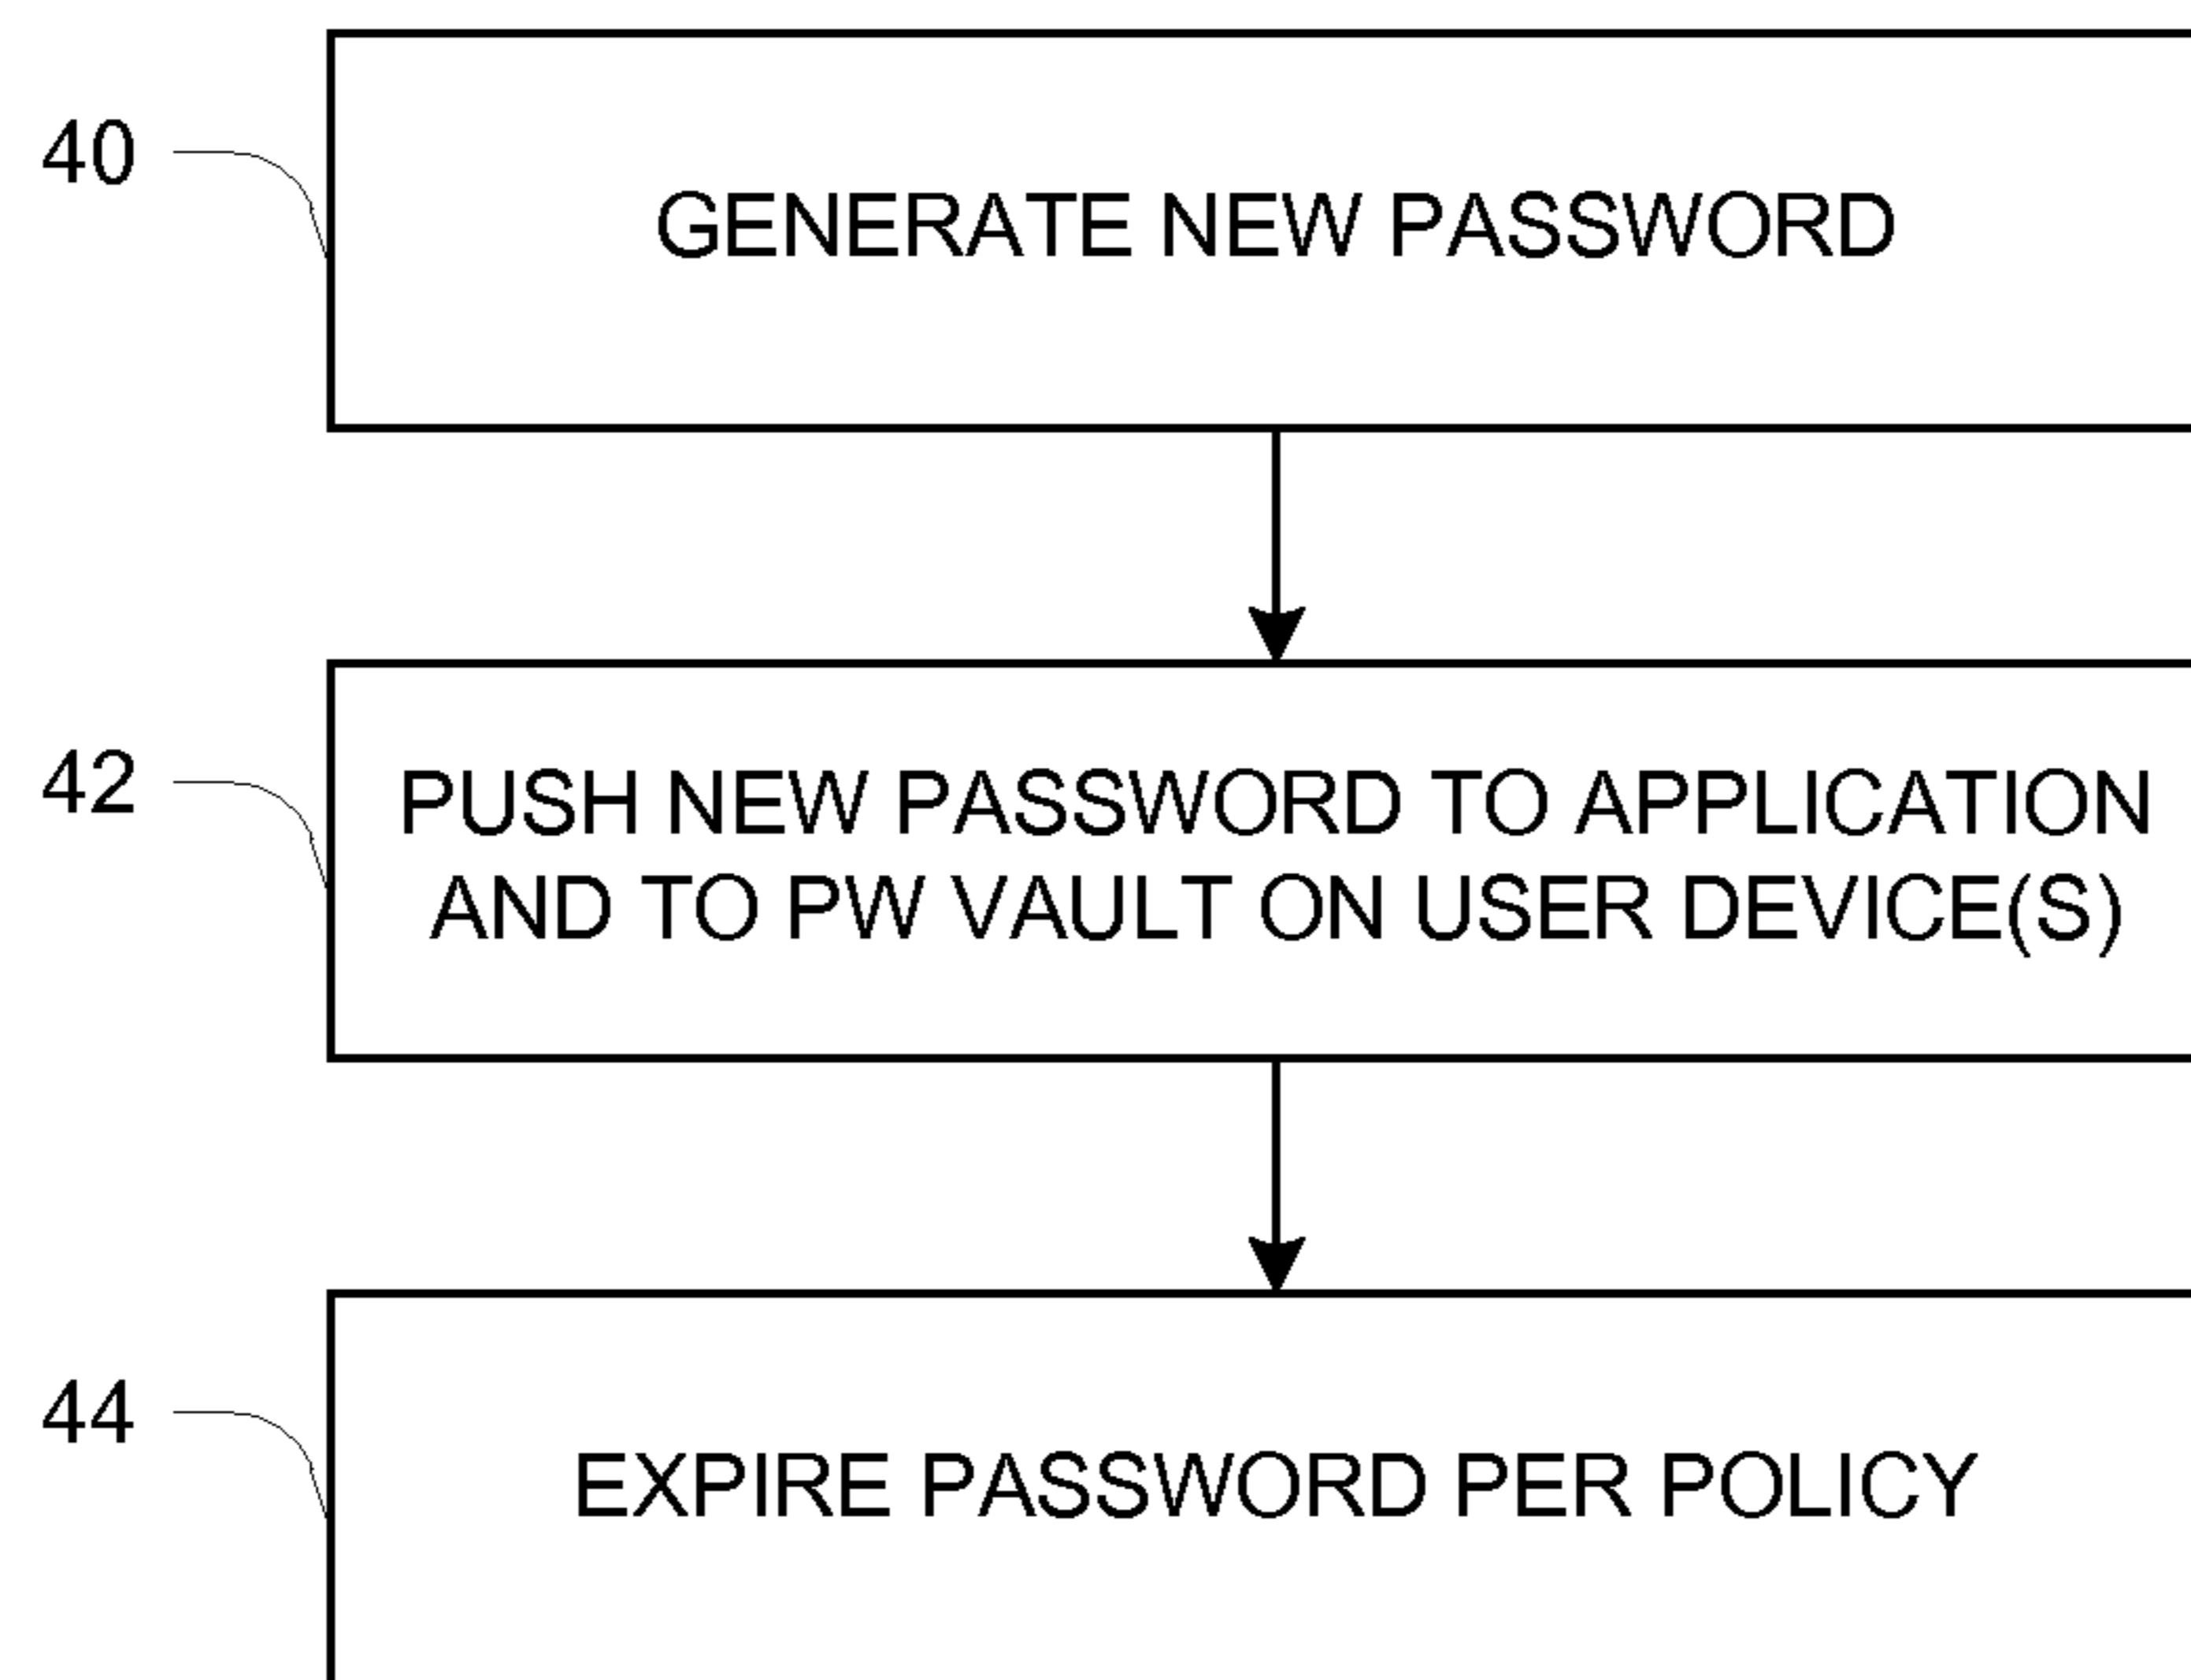 40
GENERATE NEW PASSWORD
42
PUSH NEW PASSWORD TO APPLICATION
AND TO PW VAULT ON USER DEVICE(S)
44
EXPIRE PASSWORD PER POLICY